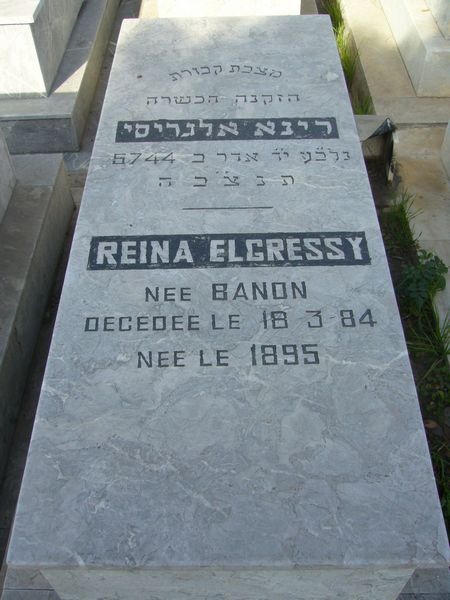 מצבת קבורת
הזקנה הכשרה
רינא אלגריסי
נלב״ע יד אדר ב 5744
ת נ צ ב ה
REINA ELGRESSY
NEE BANON
DECEDEE LE 18 3 84
NEE LE 1895